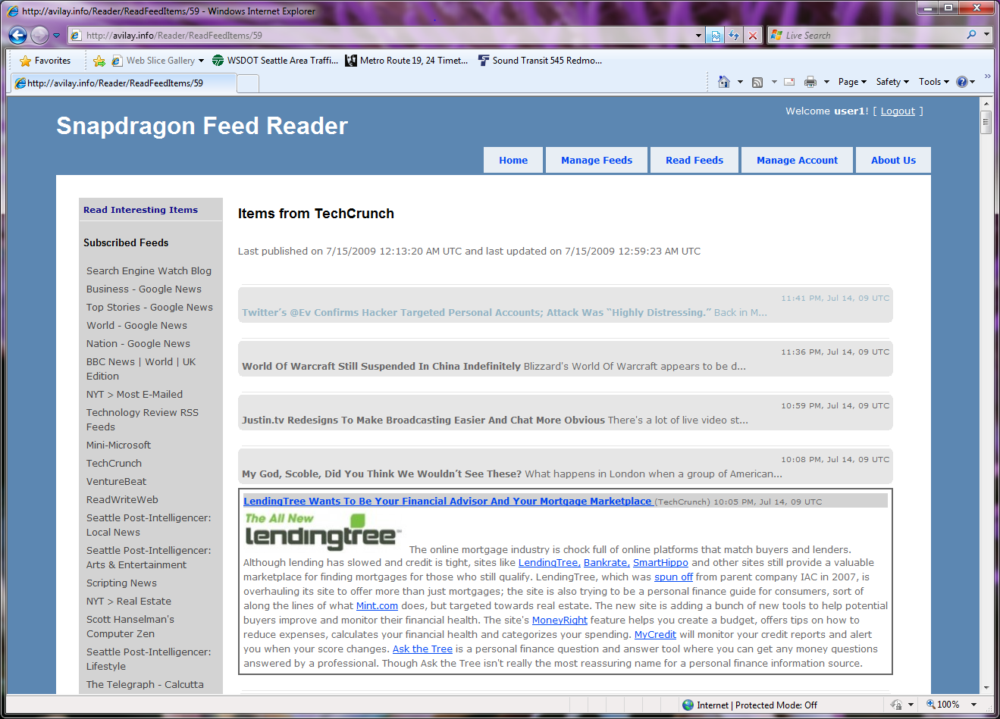 http://avilay.info/Reader/ReadFeedItems/59 - Windows Internet Explorer
http://avilay.info/Reader/ReadFeedItems/59
Live Search
Favorites
Web Slice Gallery
WSDOT Seattle Area Traffi...
Metro Route 19, 24 Timet...
Sound Transit 545 Redmo...
http://avilay.info/Reader/ReadFeedItems/59
Page
Safety
Tools
Welcome user1! [ Logout ]
Snapdragon Feed Reader
Home
Manage Feeds
Read Feeds
Manage Account
About Us
Read Interesting Items
Subscribed Feeds
Search Engine Watch Blog
Business - Google News
Top Stories - Google News
World - Google News
Nation - Google News
BBC News | World | UK
Edition
NYT > Most E-Mailed
Technology Review RSS
Feeds
Mini-Microsoft
TechCrunch
VentureBeat
ReadWriteWeb
Seattle Post-Intelligencer:
Local News
Seattle Post-Intelligencer:
Arts & Entertainment
Scripting News
NYT > Real Estate
Scott Hanselman's
Computer Zen
Seattle Post-Intelligencer:
Lifestyle
The Telegraph - Calcutta
Items from TechCrunch
Last published on 7/15/2009 12:13:20 AM UTC and last updated on 7/15/2009 12:59:23 AM UTC
11:41 PM, Jul 14, 09 UTC
Twitter’s @Ev Confirms Hacker Targeted Personal Accounts; Attack Was “Highly Distressing.” Back in M...
11:36 PM, Jul 14, 09 UTC
World Of Warcraft Still Suspended In China Indefinitely Blizzard's World Of Warcraft appears to be d...
10:59 PM, Jul 14, 09 UTC
Justin.tv Redesigns To Make Broadcasting Easier And Chat More Obvious There's a lot of live video st...
10:08 PM, Jul 14, 09 UTC
My God, Scoble, Did You Think We Wouldn’t See These? What happens in London when a group of American...
LendingTree Wants To Be Your Financial Advisor And Your Mortgage Marketplace (TechCrunch) 10:05 PM, Jul 14, 09 UTC
The All New
lendingtree
The online mortgage industry is chock full of online platforms that match buyers and lenders.
Although lending has slowed and credit is tight, sites like LendingTree, Bankrate, SmartHippo and other sites still provide a valuable
marketplace for finding mortgages for those who still qualify. LendingTree, which was spun off from parent company IAC in 2007, is
overhauling its site to offer more than just mortgages; the site is also trying to be a personal finance guide for consumers, sort of
along the lines of what Mint.com does, but targeted towards real estate. The new site is adding a bunch of new tools to help potential
buyers improve and monitor their financial health. The site's MoneyRight feature helps you create a budget, offers tips on how to
reduce expenses, calculates your financial health and categorizes your spending. MyCredit will monitor your credit reports and alert
you when your score changes. Ask the Tree is a personal finance question and answer tool where you can get any money questions
answered by a professional. Though Ask the Tree isn't really the most reassuring name for a personal finance information source.
Internet | Protected Mode: Off
100%